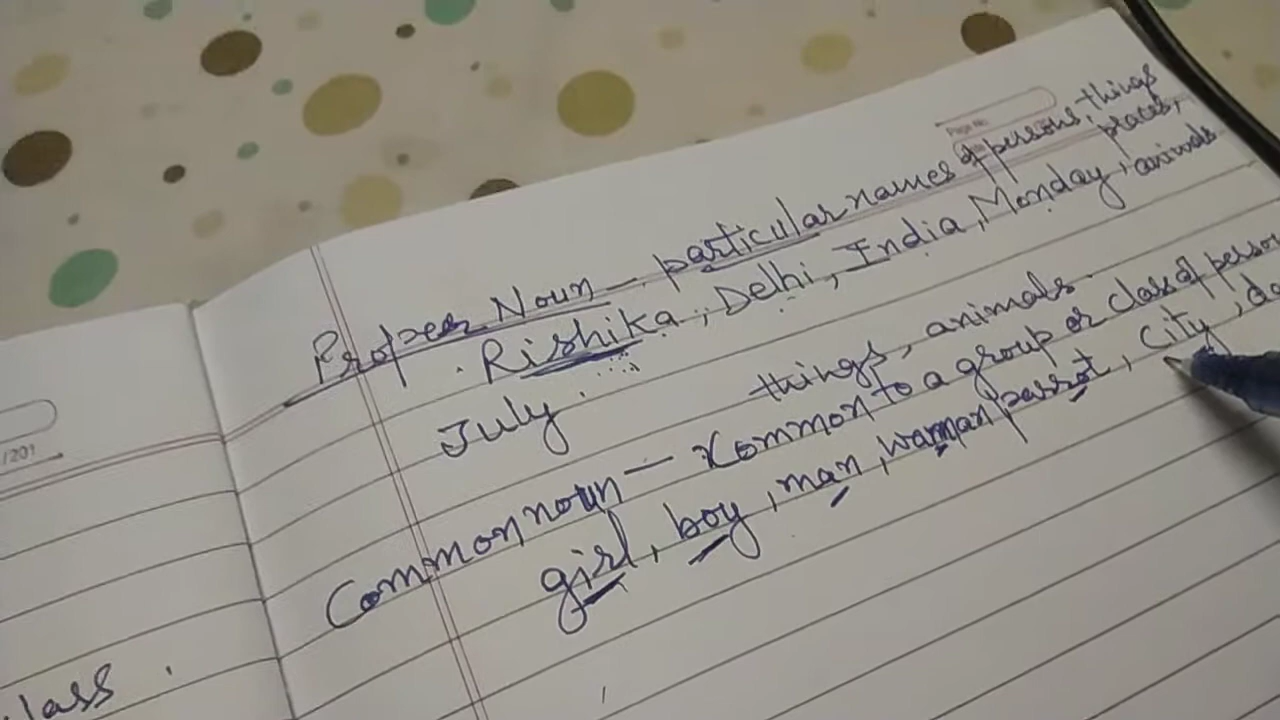 Page No.
things
Proper Noun - particular names of persons, places,
. Rishika, Delhi, India, Monday, animals
July.
things, animals.
Common noun - Common to a group or class of person
girl, boy, man, woman, parrot, city,
/201
lass .